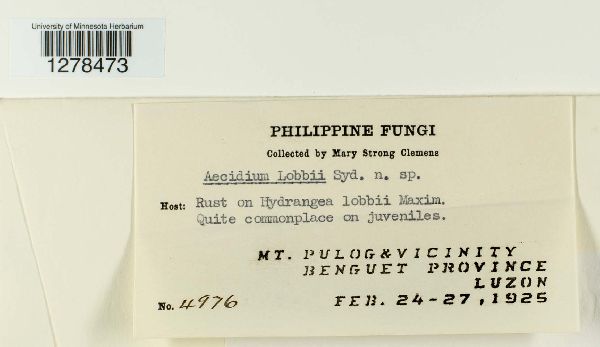 University of Minnesota Herbarium
1278473
PHILIPPINE FUNGI
Collected by Mary Strong Clemens
Aecidium Lobbii Syd. n. sp.
Host: Rust on Hydrangea lobbii Maxim.
Quite commonplace on juveniles.
MT. PULOG&VICINITY
BENGUET PROVINCE
LUZON
No. 4976 FEB. 24-27, 1925